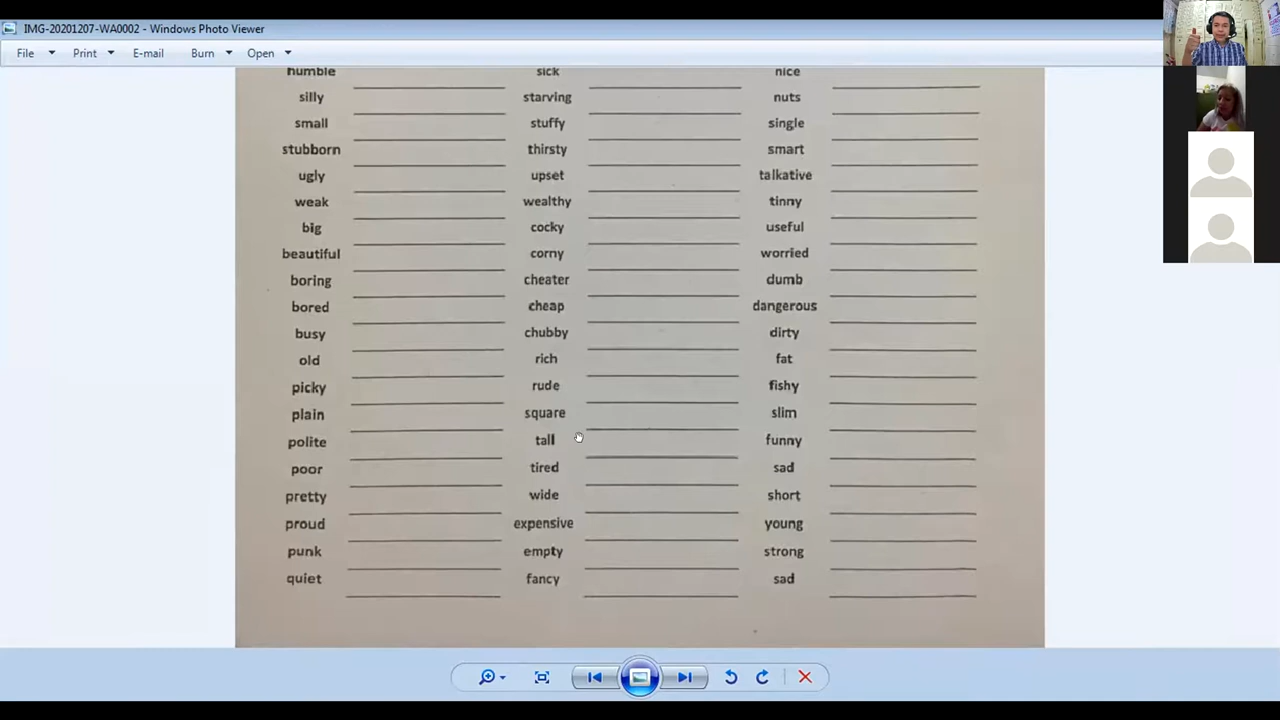 IMG-20201207-WA0002 - Windows Photo Viewer
File Print E-mail Burn Open
humble sick nice
silly starving nuts
small stuffy single
stubborn thirsty smart
ugly upset talkative
weak wealthy tinny
big cocky useful
beautiful corny worried
boring cheater dumb
bored cheap dangerous
busy chubby dirty
old rich fat
picky rude fishy
plain square slim
polite tall funny
poor tired sad
pretty wide short
proud expensive young
punk empty strong
quiet fancy sad